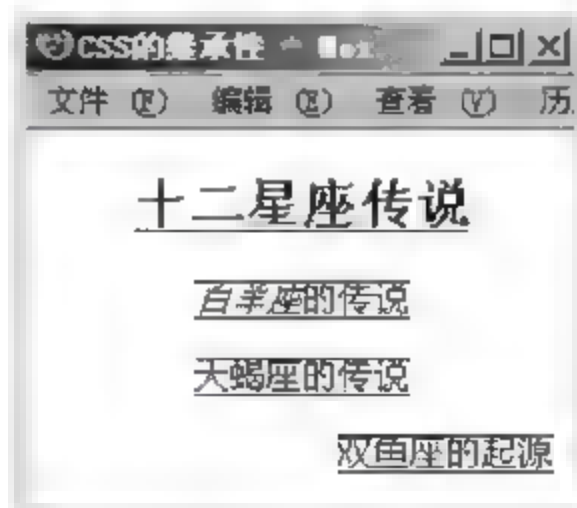 CSS的继承性 -
文件 (F) 编辑 (E) 查看 (V) 历
十二星座传说
白羊座的传说
天蝎座的传说
双鱼座的起源